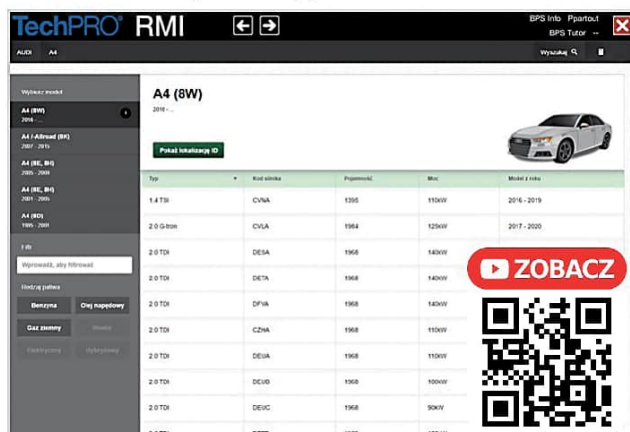 TechPRO® RMI
BPS Info Ppartout
BPS Tutor --
AUDI A4
Wyszukaj
Wybierz model
A4 (8W)
2016 - ...
A4 /-Allroad (8K)
2007 - 2015
A4 (8E, 8H)
2005 - 2009
A4 (8E, 8H)
2001 - 2005
A4 (8D)
1995 - 2001
Filtr
Wprowadź, aby filtrować
Rodzaj paliwa
Benzyna Olej napędowy
Gaz ziemny
Elektryczny Hybrydowy
A4 (8W)
2016 - ...
Pokaż lokalizację ID
Typ Kod silnika Pojemność Moc Model z roku
1.4 TSI CVNA 1395 110kW 2016 - 2019
2.0 G-tron CVLA 1984 125kW 2017 - 2020
2.0 TDI DESA 1968 140kW
2.0 TDI DETA 1968 140kW
2.0 TDI DFVA 1968 140kW
2.0 TDI CZHA 1968 110kW
2.0 TDI DEUA 1968 110kW
2.0 TDI DEUB 1968 100kW
2.0 TDI DEUC 1968 90kW
ZOBACZ